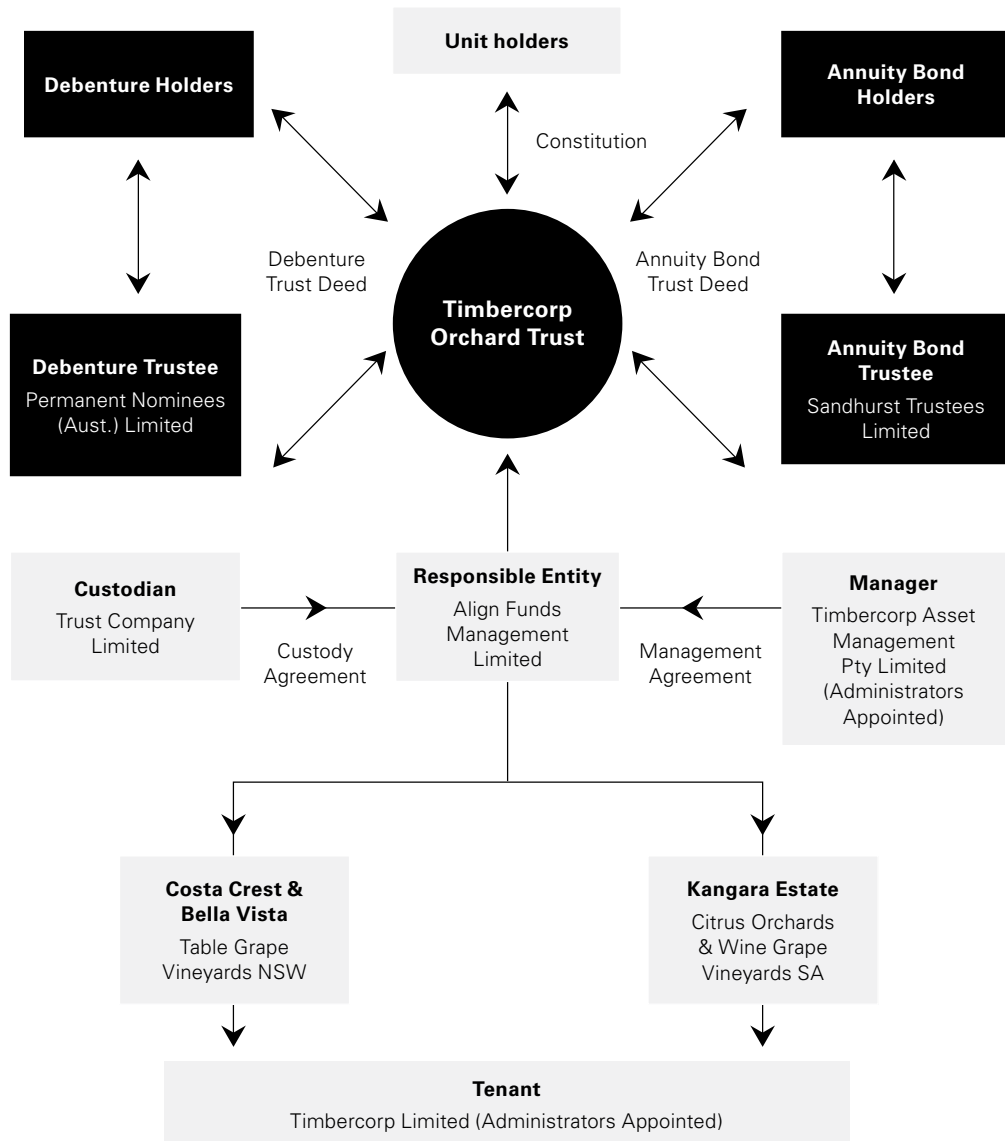 Unit holders
Debenture Holders
Annuity Bond
Holders
Constitution
Debenture
Trust Deed
Annuity Bond
Trust Deed
Timbercorp
Orchard Trust
Debenture Trustee
Permanent Nominees
(Aust.) Limited
Annuity Bond
Trustee
Sandhurst Trustees
Limited
Custodian
Trust Company
Limited
Custody
Agreement
Responsible Entity
Align Funds
Management
Limited
Management
Agreement
Manager
Timbercorp Asset
Management
Pty Limited
(Administrators
Appointed)
Costa Crest &
Bella Vista
Table Grape
Vineyards NSW
Kangara Estate
Citrus Orchards
& Wine Grape
Vineyards SA
Tenant
Timbercorp Limited (Administrators Appointed)